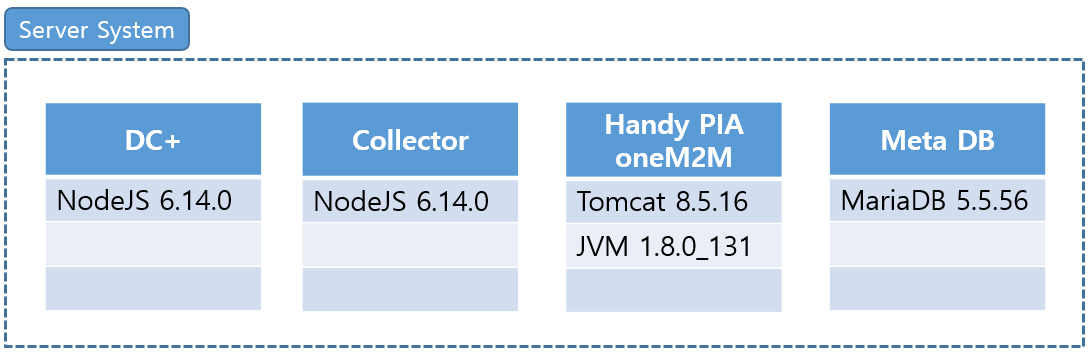 Server System
DC+
NodeJS 6.14.0
Collector
NodeJS 6.14.0
Handy PIA
oneM2M
Tomcat 8.5.16
JVM 1.8.0_131
Meta DB
MariaDB 5.5.56